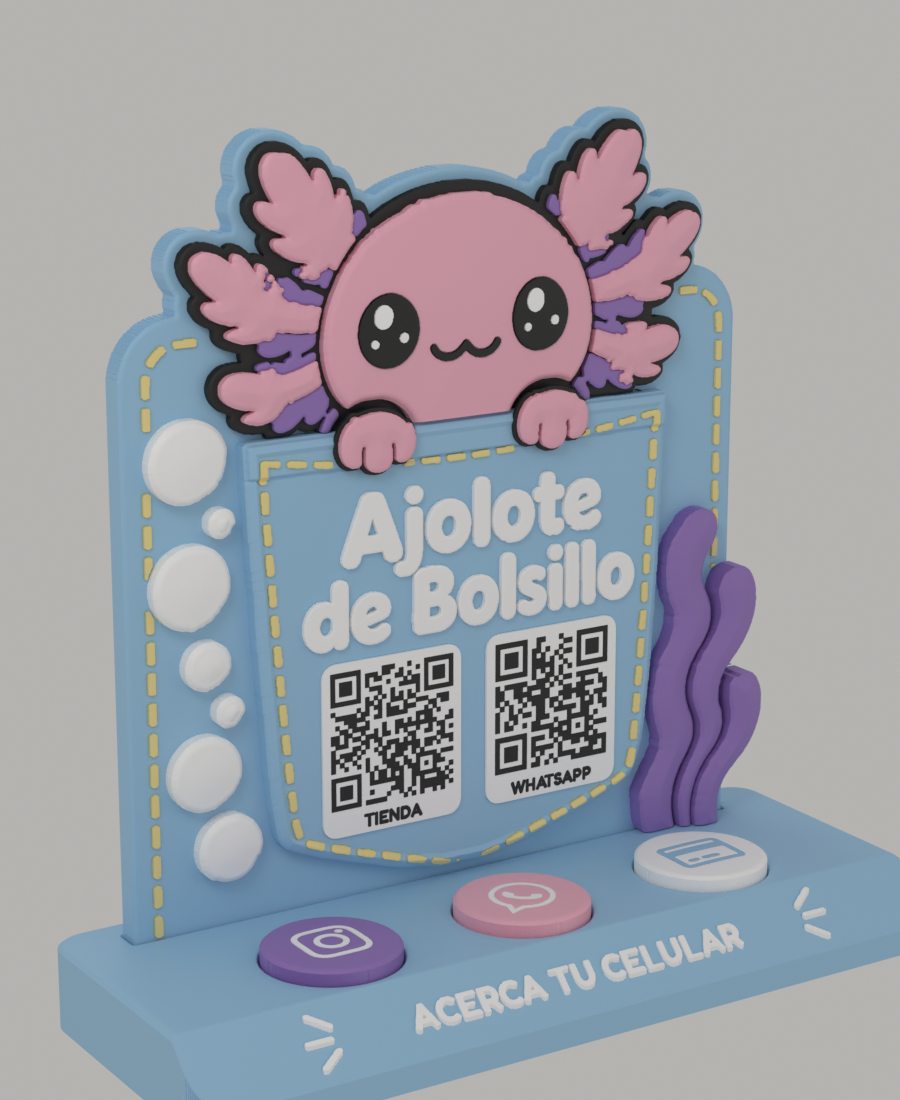 Ajolote
de Bolsillo
TIENDA
WHATSAPP
ACERCA TU CELULAR